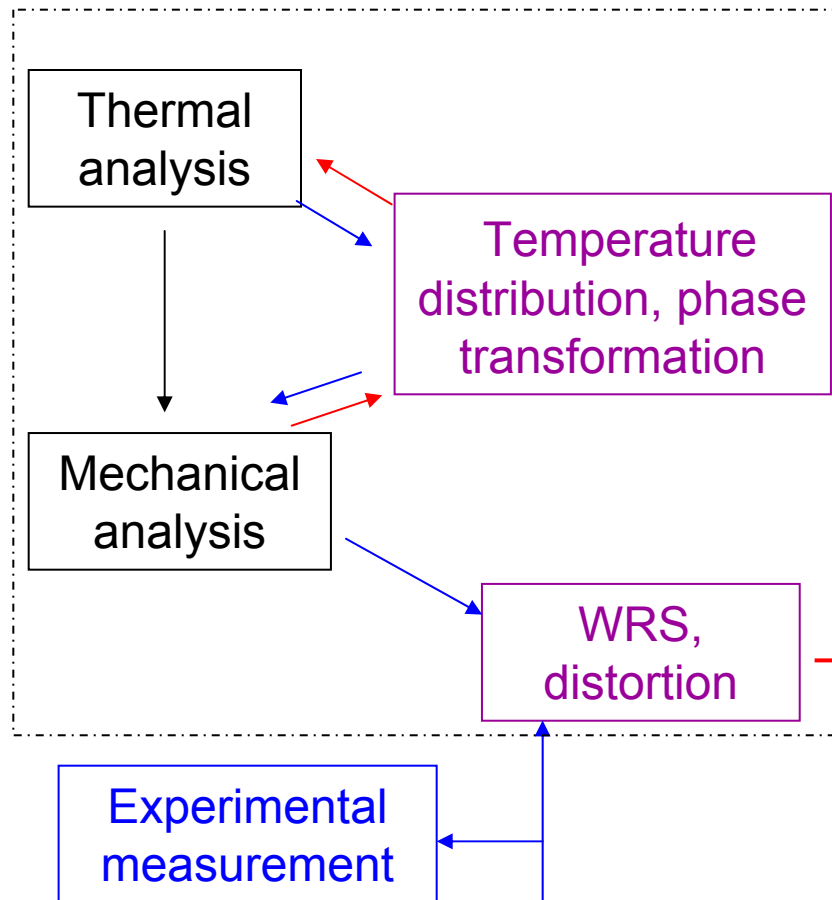 Thermal
analysis
Temperature
distribution, phase
transformation
Mechanical
analysis
WRS,
distortion
Experimental
measurement